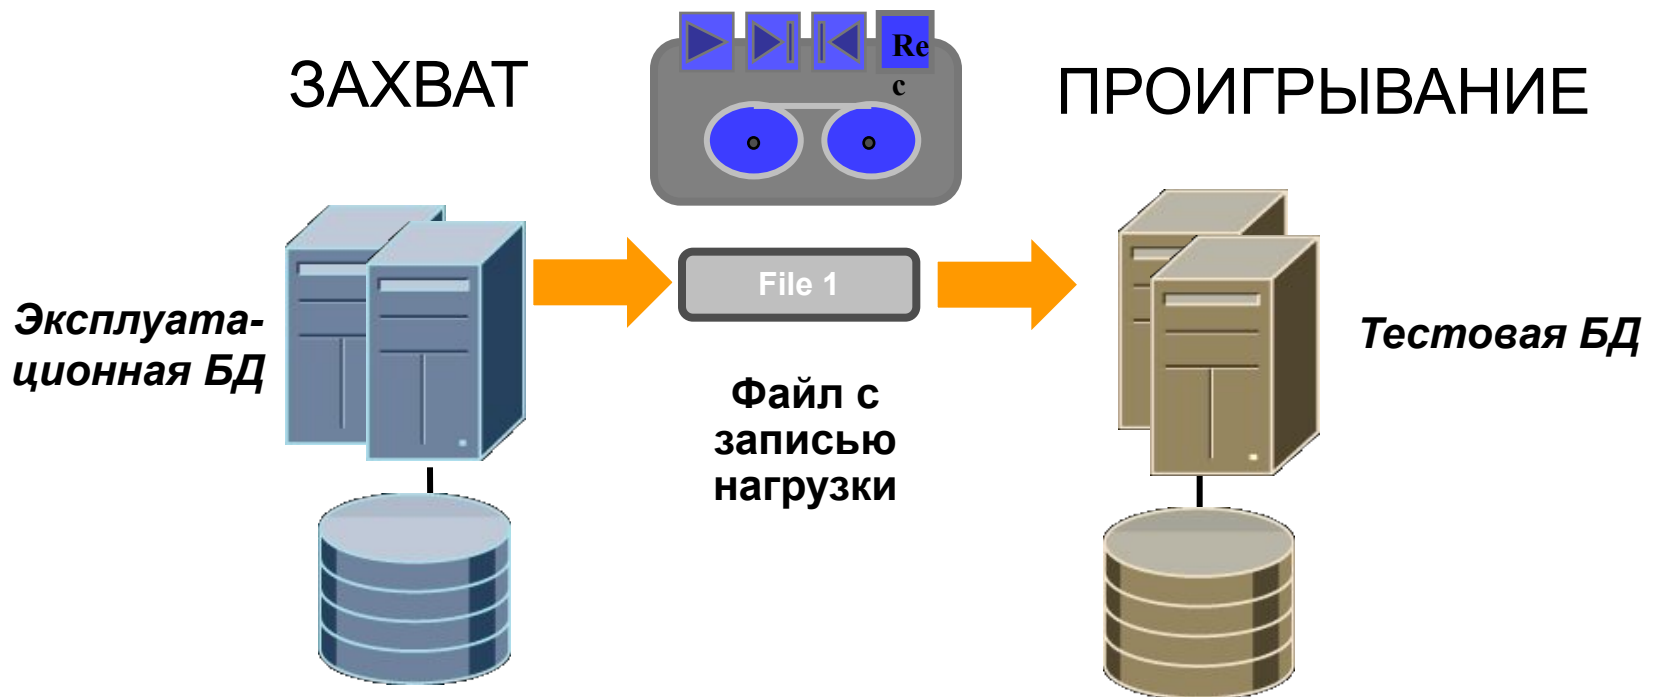 ЗАХВАТ
Re
c
ПРОИГРЫВАНИЕ
File 1
Эксплуата-
ционная БД
Тестовая БД
Файл с
записью
нагрузки